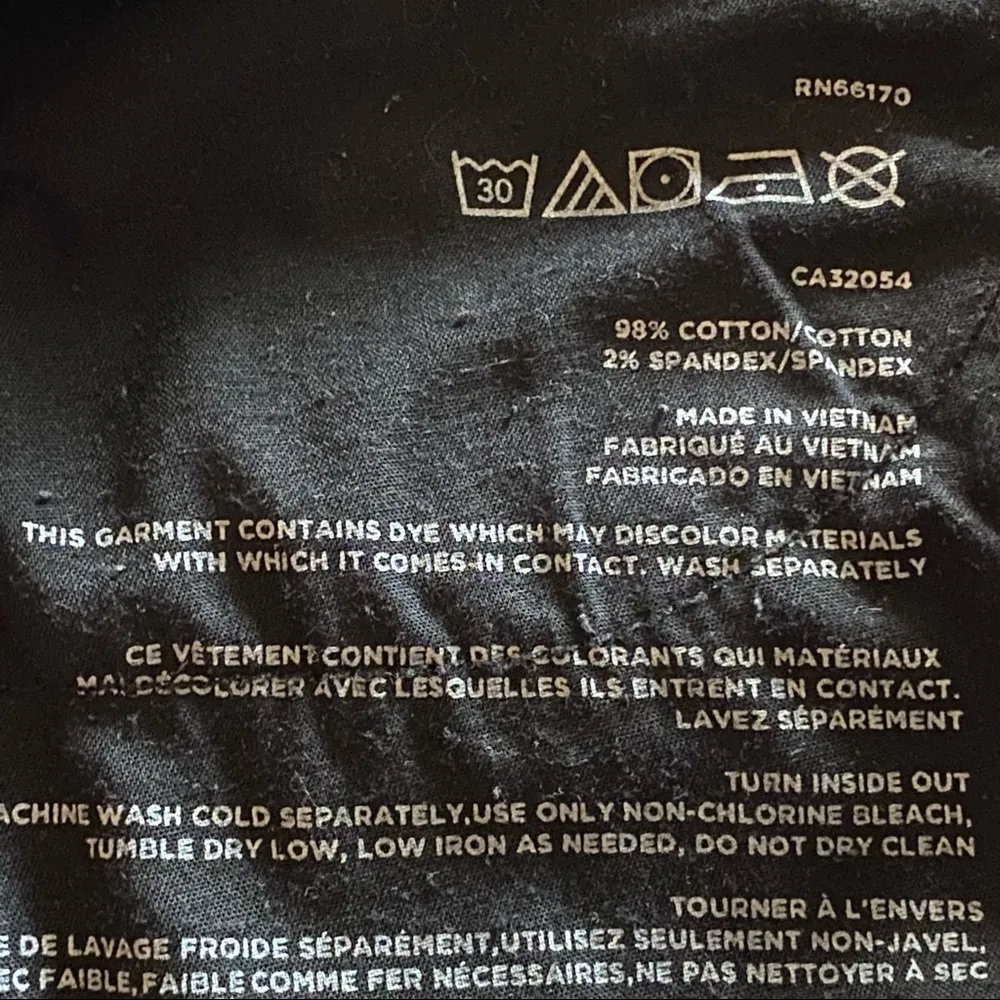 RN66170
30
CA32054
98% COTTON/COTTON
2% SPANDEX/SPANDEX
MADE IN VIETNAM
FABRIQUÉ AU VIETNAM
FABRICADO EN VIETNAM
THIS GARMENT CONTAINS DYE WHICH MAY DISCOLOR MATERIALS
WITH WHICH IT COMES IN CONTACT. WASH SEPARATELY
CE VÊTEMENT CONTIENT DES COLORANTS QUI MATÉRIAUX
MAI DÉCOLORER AVEC LESQUELLES ILS ENTRENT EN CONTACT.
LAVEZ SÉPARÉMENT
TURN INSIDE OUT
ACHINE WASH COLD SEPARATELY,USE ONLY NON-CHLORINE BLEACH,
TUMBLE DRY LOW, LOW IRON AS NEEDED, DO NOT DRY CLEAN
TOURNER À L'ENVERS
E DE LAVAGE FROIDE SÉPARÉMENT,UTILISEZ SEULEMENT NON-JAVEL,
EC FAIBLE,FAIBLE COMME FER NÉCESSAIRES,NE PAS NETTOYER À SEC